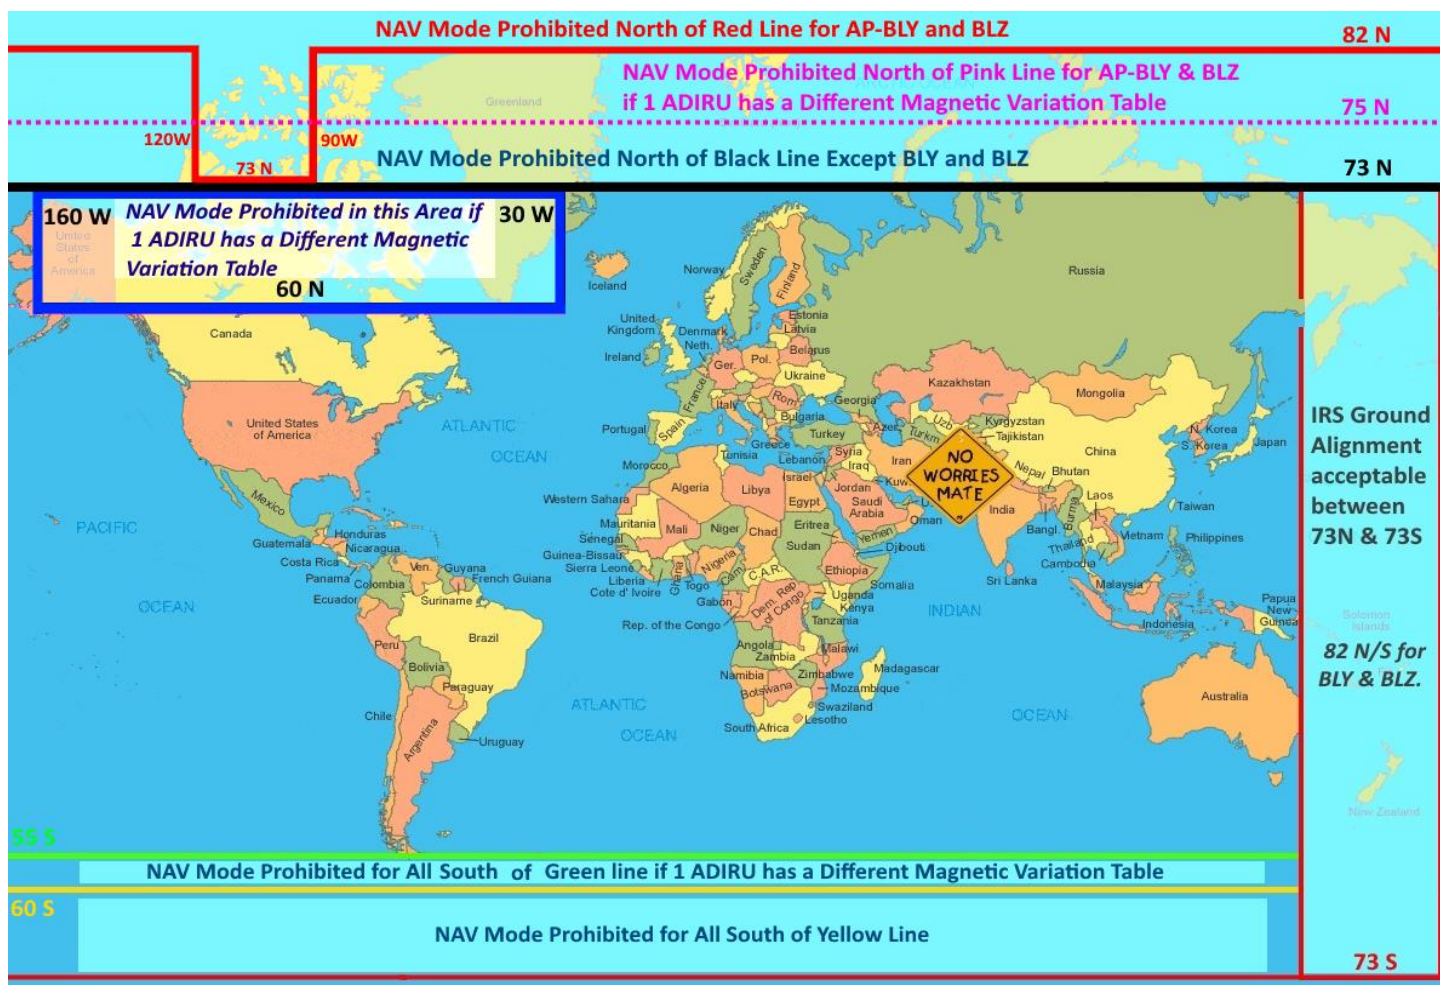 NAV Mode Prohibited North of Red Line for AP-BLY and BLZ
82 N
NAV Mode Prohibited North of Pink Line for AP-BLY & BLZ
if 1 ADIRU has a Different Magnetic Variation Table
75 N
Greenland
120W
90W
73 N
NAV Mode Prohibited North of Black Line Except BLY and BLZ
73 N
160 W
NAV Mode Prohibited in this Area if
1 ADIRU has a Different Magnetic
Variation Table
30 W
60 N
United
States
of
America
Canada
United States
of America
Mexico
Guatemala
Honduras
Nicaragua
Costa Rica
Panama
Colombia
Ven.
Guyana
French Guiana
Suriname
Ecuador
Peru
Brazil
Bolivia
Paraguay
Chile
Argentina
Uruguay
PACIFIC
OCEAN
ATLANTIC
OCEAN
ATLANTIC
OCEAN
INDIAN
OCEAN
Iceland
Norway
Sweden
Finland
Russia
United
Kingdom
Ireland
Denmark
Neth.
Estonia
Latvia
Belarus
Ger.
Pol.
Ukraine
France
Italy
Rom.
Bulgaria
Portugal
Spain
Greece
Turkey
Georgia
Azer.
Kazakhstan
Uzb.
Turkm.
Kyrgyzstan
Tajikistan
Mongolia
China
N. Korea
S. Korea
Japan
Morocco
Tunisia
Lebanon
Syria
Israel
Iraq
Iran
Jordan
Kuw.
Saudi
Arabia
Oman
Yemen
NO
WORRIES
MATE
Nepal
Bhutan
India
Bangl.
Burma
Laos
Thailand
Vietnam
Cambodia
Taiwan
Philippines
Sri Lanka
Malaysia
Indonesia
Papua
New
Guinea
Solomon
Islands
Australia
New Zealand
Western Sahara
Algeria
Libya
Egypt
Mauritania
Mali
Niger
Chad
Sudan
Eritrea
Djibouti
Senegal
Guinea-Bissau
Sierra Leone
Liberia
Cote d' Ivoire
Ghana
Togo
Nigeria
Cam.
C.A.R.
Ethiopia
Somalia
Gabon
Rep. of the Congo
Dem. Rep
of Congo
Uganda
Kenya
Tanzania
Angola
Zambia
Malawi
Namibia
Botswana
Zimbabwe
Mozambique
Madagascar
Swaziland
Lesotho
South Africa
IRS Ground
Alignment
acceptable
between
73N & 73S
82 N/S for
BLY & BLZ.
55 S
NAV Mode Prohibited for All South of Green line if 1 ADIRU has a Different Magnetic Variation Table
60 S
NAV Mode Prohibited for All South of Yellow Line
73 S